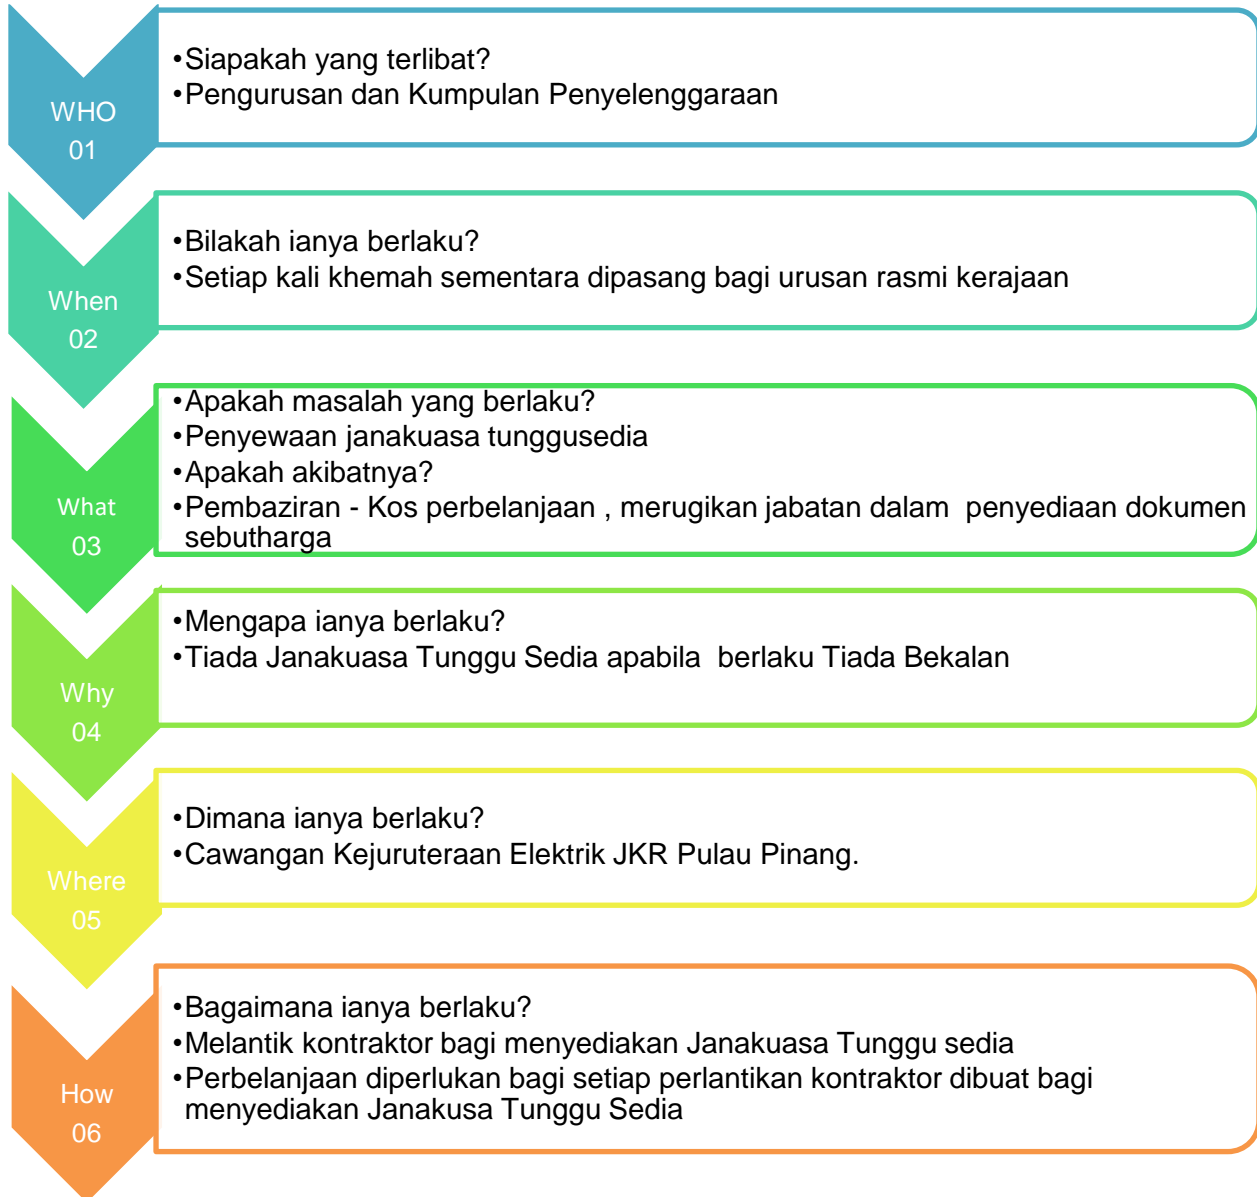 WHO
01
•Siapakah yang terlibat?
•Pengurusan dan Kumpulan Penyelenggaraan
When
02
•Bilakah ianya berlaku?
•Setiap kali khemah sementara dipasang bagi urusan rasmi kerajaan
What
03
•Apakah masalah yang berlaku?
•Penyewaan janakuasa tunggusedia
•Apakah akibatnya?
•Pembaziran - Kos perbelanjaan , merugikan jabatan dalam penyediaan dokumen
sebutharga
Why
04
•Mengapa ianya berlaku?
•Tiada Janakuasa Tunggu Sedia apabila berlaku Tiada Bekalan
Where
05
•Dimana ianya berlaku?
•Cawangan Kejuruteraan Elektrik JKR Pulau Pinang.
How
06
•Bagaimana ianya berlaku?
•Melantik kontraktor bagi menyediakan Janakuasa Tunggu sedia
•Perbelanjaan diperlukan bagi setiap perlantikan kontraktor dibuat bagi
menyediakan Janakusa Tunggu Sedia